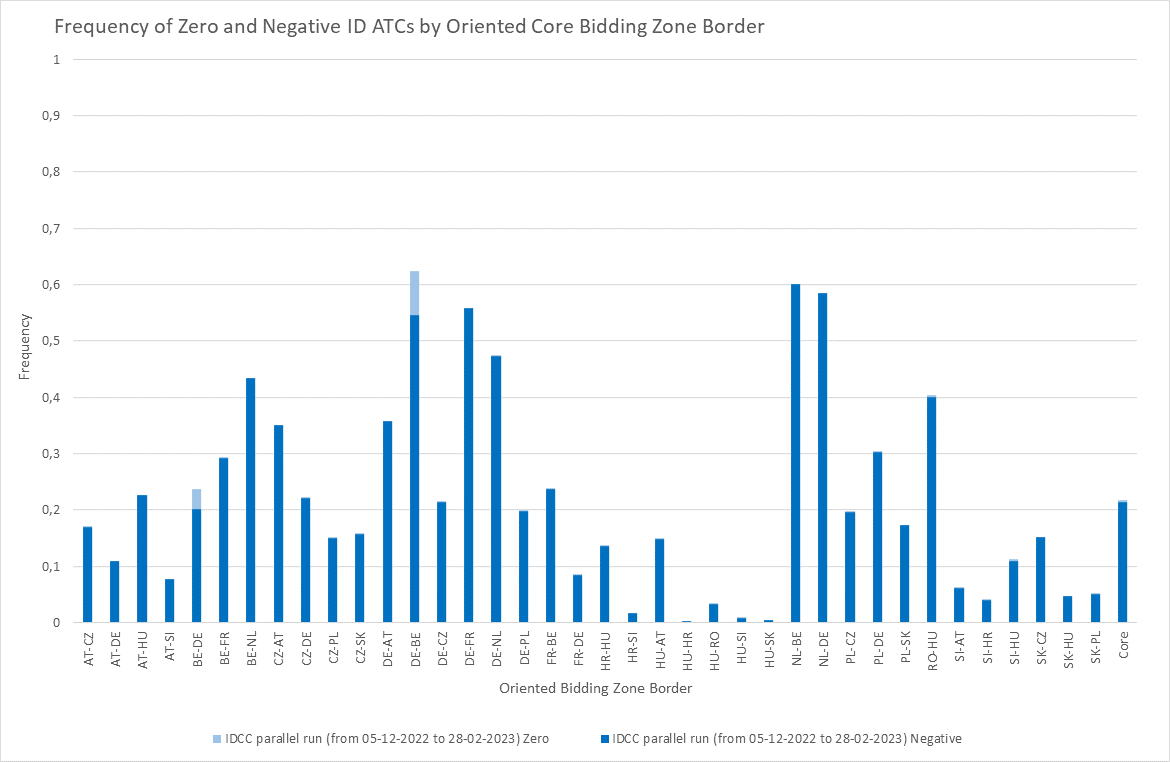 Frequency of Zero and Negative ID ATCs by Oriented Core Bidding Zone Border
1
0,9
0,8
0,7
0,6
0,5
0,4
0,3
0,2
0,1
0
Frequency
AT-CZ
AT-DE
AT-HU
AT-SI
BE-DE
BE-FR
BE-NL
CZ-AT
CZ-DE
CZ-PL
CZ-SK
DE-AT
DE-BE
DE-CZ
DE-FR
DE-NL
DE-PL
FR-BE
FR-DE
HR-HU
HR-SI
HU-AT
HU-HR
HU-RO
HU-SI
HU-SK
NL-BE
NL-DE
PL-CZ
PL-DE
PL-SK
RO-HU
SI-AT
SI-HR
SI-HU
SK-CZ
SK-HU
SK-PL
Core
Oriented Bidding Zone Border
IDCC parallel run (from 05-12-2022 to 28-02-2023) Zero
IDCC parallel run (from 05-12-2022 to 28-02-2023) Negative